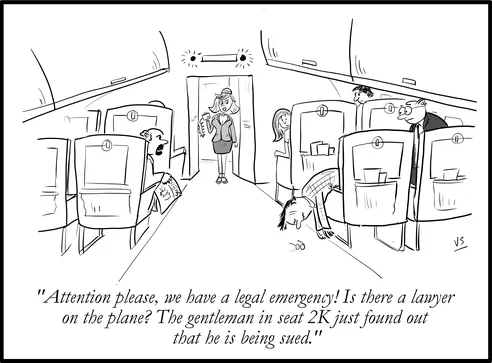 VS
"Attention please, we have a legal emergency! Is there a lawyer
on the plane? The gentleman in seat 2K just found out
that he is being sued."